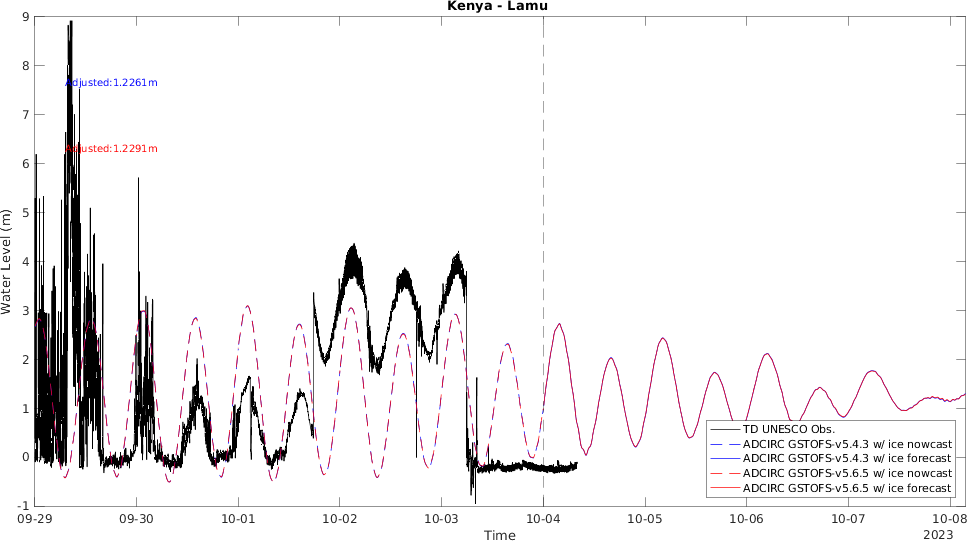 Kenya - Lamu
9
8
7
6
5
4
3
2
1
0
-1
Water Level (m)
Adjusted:1.2261m
Adjusted:1.2291m
TD UNESCO Obs.
ADCIRC GSTOFS-v5.4.3 w/ ice nowcast
ADCIRC GSTOFS-v5.4.3 w/ ice forecast
ADCIRC GSTOFS-v5.6.5 w/ ice nowcast
ADCIRC GSTOFS-v5.6.5 w/ ice forecast
09-29 09-30 10-01 10-02 10-03 10-04 10-05 10-06 10-07 10-08
2023
Time